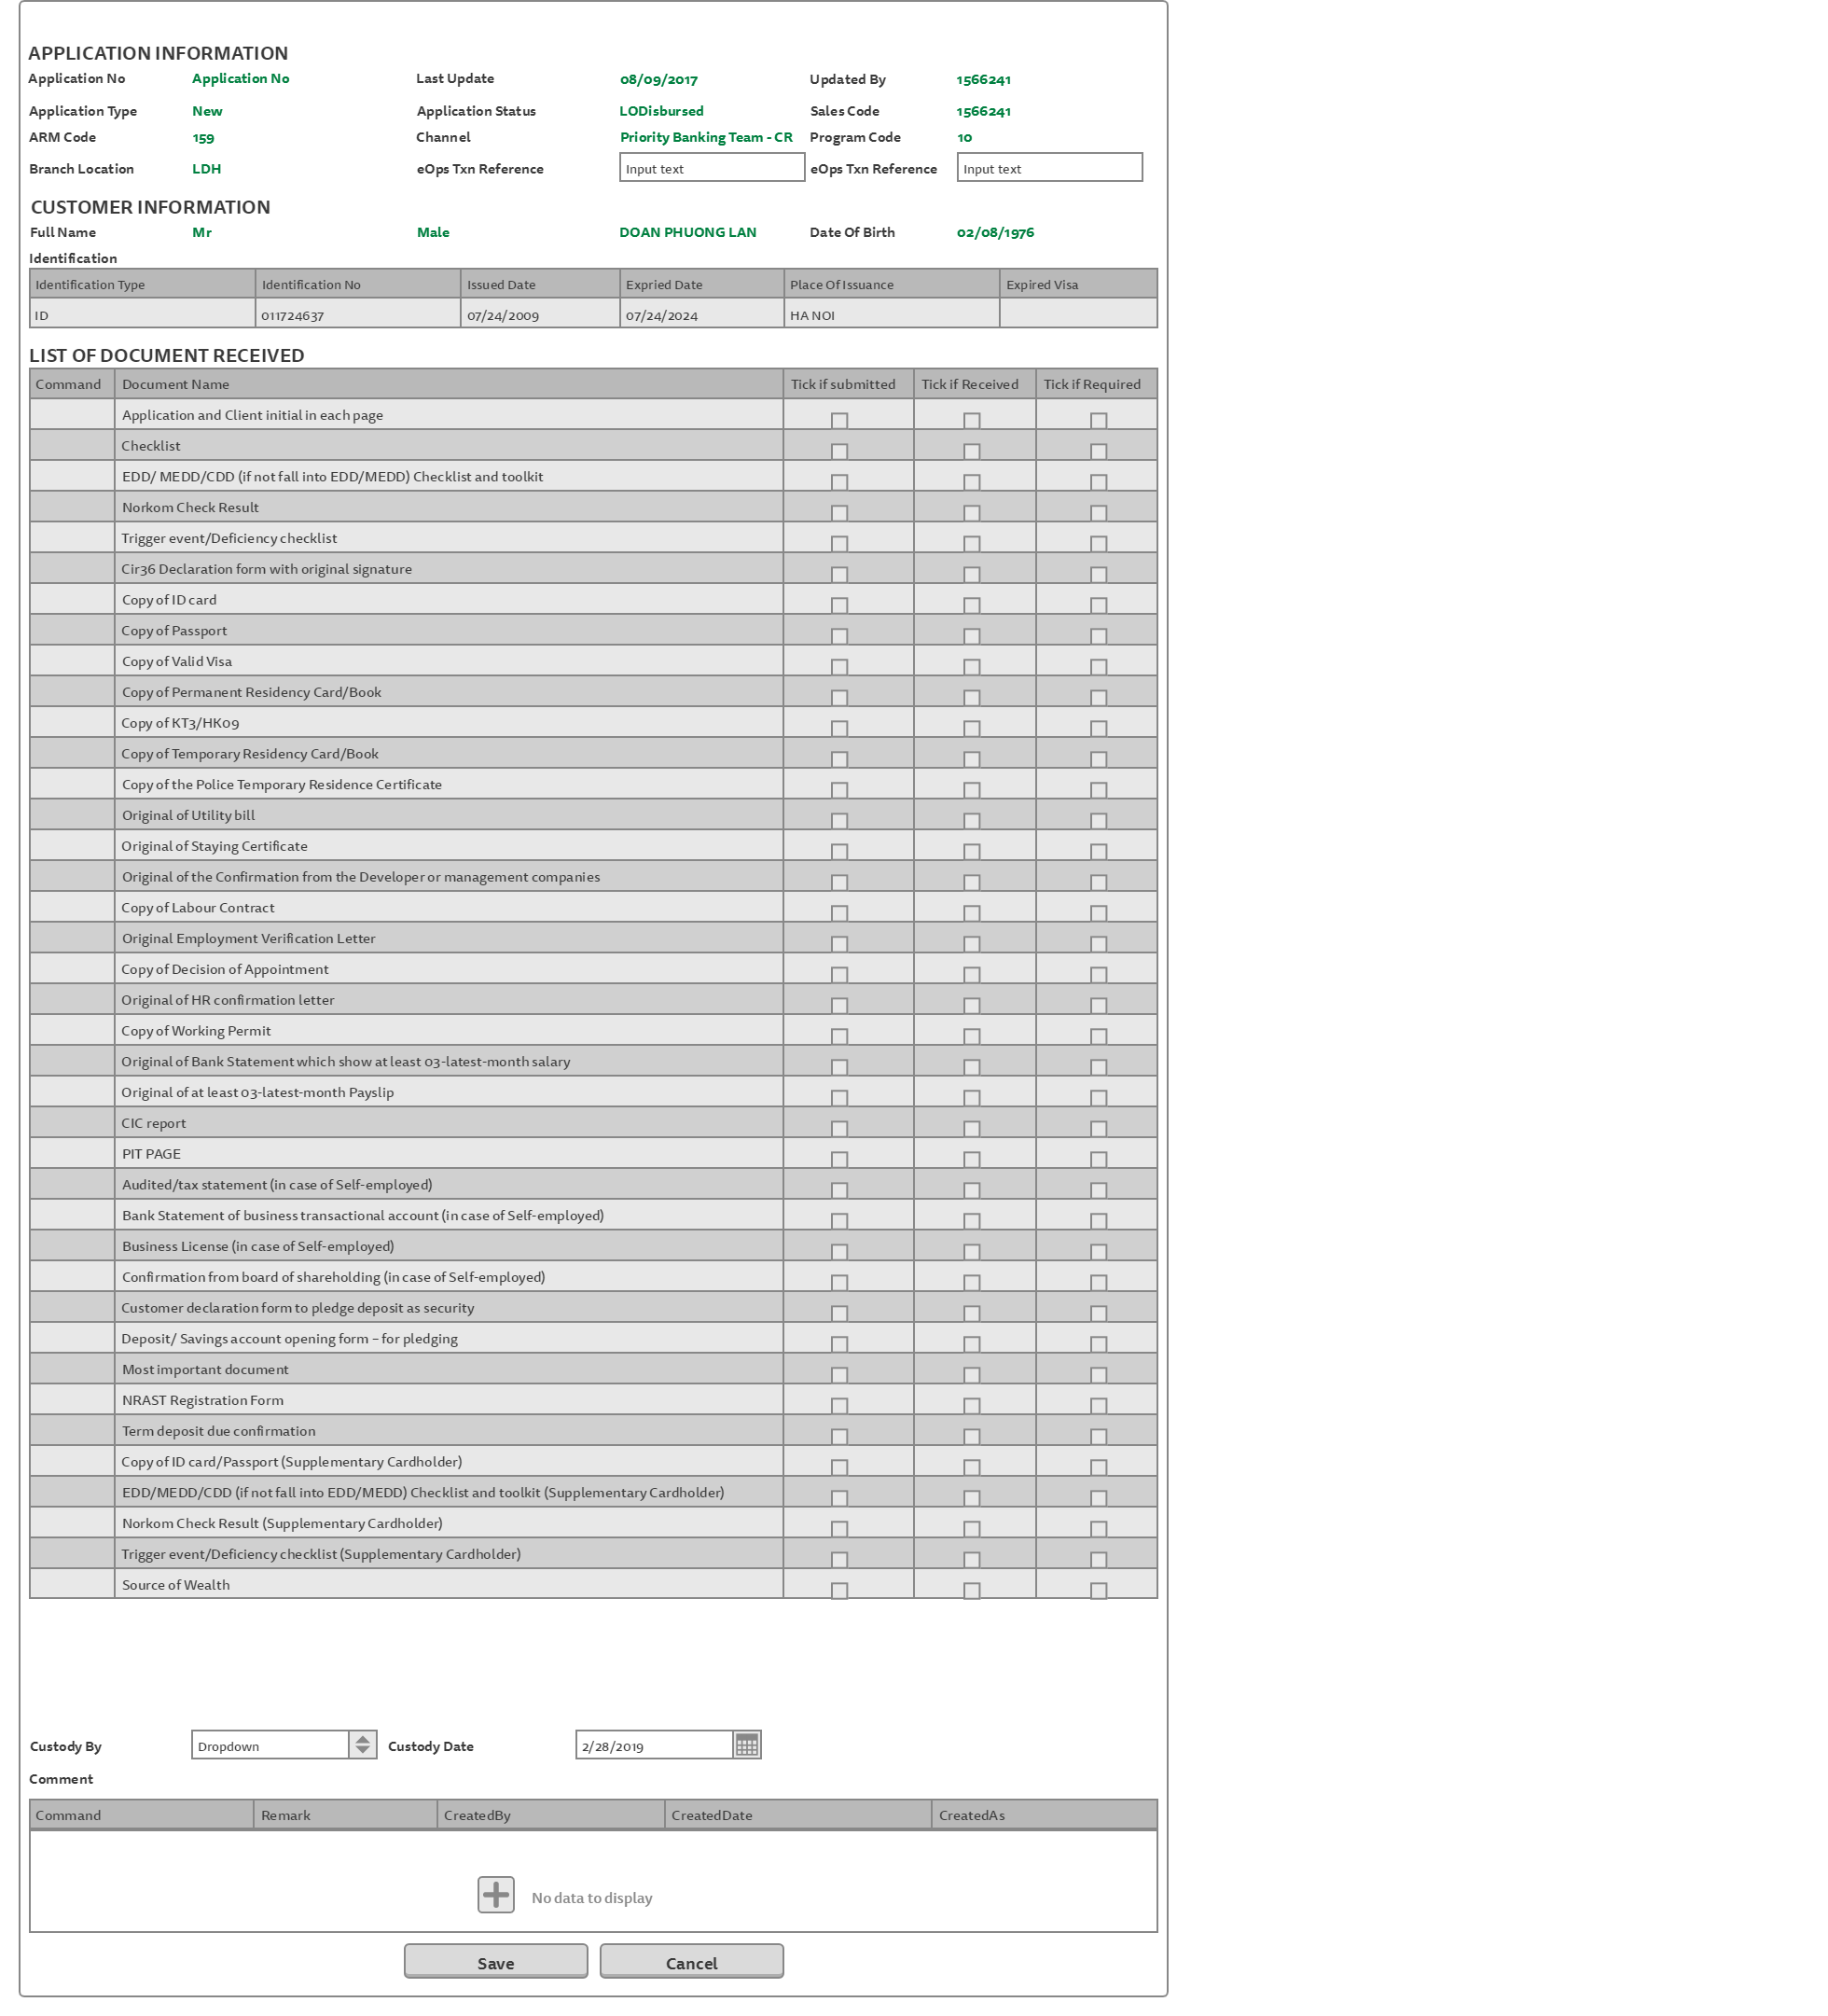 APPLICATION INFORMATION
Application No Application No Last Update 08/09/2017 Updated By 1566241
Application Type New Application Status LODisbursed Sales Code 1566241
ARM Code 159 Channel Priority Banking Team - CR Program Code 10
Branch Location LDH eOps Txn Reference Input text eOps Txn Reference Input text
CUSTOMER INFORMATION
Full Name Mr Male DOAN PHUONG LAN Date Of Birth 02/08/1976
Identification
Identification Type Identification No Issued Date Expried Date Place Of Issuance Expired Visa
ID 011724637 07/24/2009 07/24/2024 HA NOI
LIST OF DOCUMENT RECEIVED
Command Document Name Tick if submitted Tick if Received Tick if Required
Application and Client initial in each page
Checklist
EDD/ MEDD/CDD (if not fall into EDD/MEDD) Checklist and toolkit
Norkom Check Result
Trigger event/Deficiency checklist
Cir36 Declaration form with original signature
Copy of ID card
Copy of Passport
Copy of Valid Visa
Copy of Permanent Residency Card/Book
Copy of KT3/HK09
Copy of Temporary Residency Card/Book
Copy of the Police Temporary Residence Certificate
Original of Utility bill
Original of Staying Certificate
Original of the Confirmation from the Developer or management companies
Copy of Labour Contract
Original Employment Verification Letter
Copy of Decision of Appointment
Original of HR confirmation letter
Copy of Working Permit
Original of Bank Statement which show at least 03-latest-month salary
Original of at least 03-latest-month Payslip
CIC report
PIT PAGE
Audited/tax statement (in case of Self-employed)
Bank Statement of business transactional account (in case of Self-employed)
Business License (in case of Self-employed)
Confirmation from board of shareholding (in case of Self-employed)
Customer declaration form to pledge deposit as security
Deposit/ Savings account opening form – for pledging
Most important document
NRAST Registration Form
Term deposit due confirmation
Copy of ID card/Passport (Supplementary Cardholder)
EDD/MEDD/CDD (if not fall into EDD/MEDD) Checklist and toolkit (Supplementary Cardholder)
Norkom Check Result (Supplementary Cardholder)
Trigger event/Deficiency checklist (Supplementary Cardholder)
Source of Wealth
Custody By Dropdown Custody Date 2/28/2019
Comment
Command Remark CreatedBy CreatedDate CreatedAs
No data to display
Save Cancel